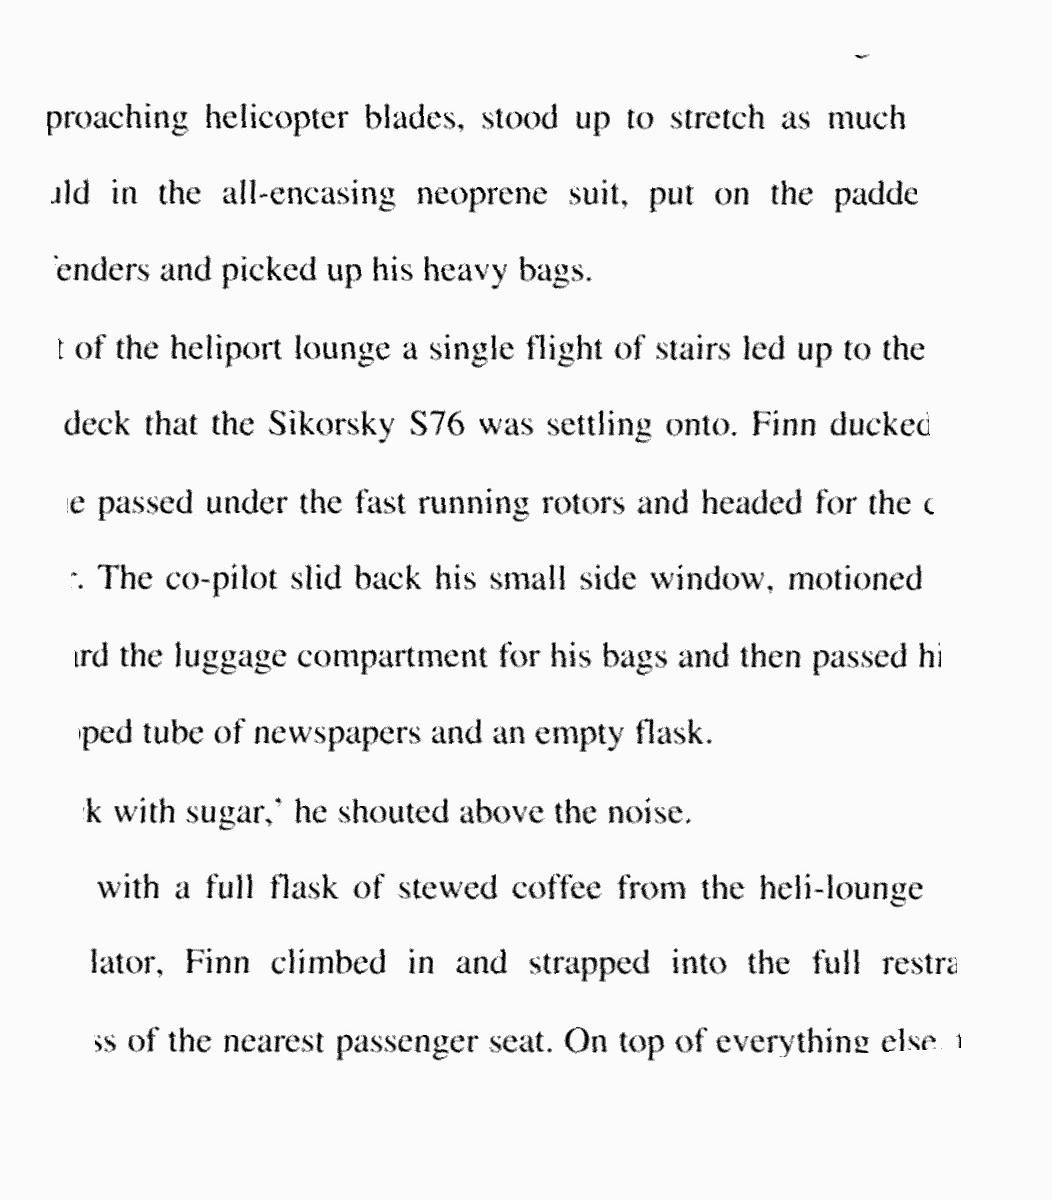 proaching helicopter blades, stood up to stretch as much
in the all-encasing neoprene suit, put on the padde
enders and picked up his heavy bags.
t of the heliport lounge a single flight of stairs led up to the
deck that the Sikorsky S76 was settling onto. Finn ducked
e passed under the fast running rotors and headed for the
. The co-pilot slid back his small side window, motioned
ard the luggage compartment for his bags and then passed hi
ped tube of newspapers and an empty flask.
k with sugar,' he shouted above the noise.
with a full flask of stewed coffee from the heli-lounge
lator, Finn climbed in and strapped into the full restra
ss of the nearest passenger seat. On top of everything else